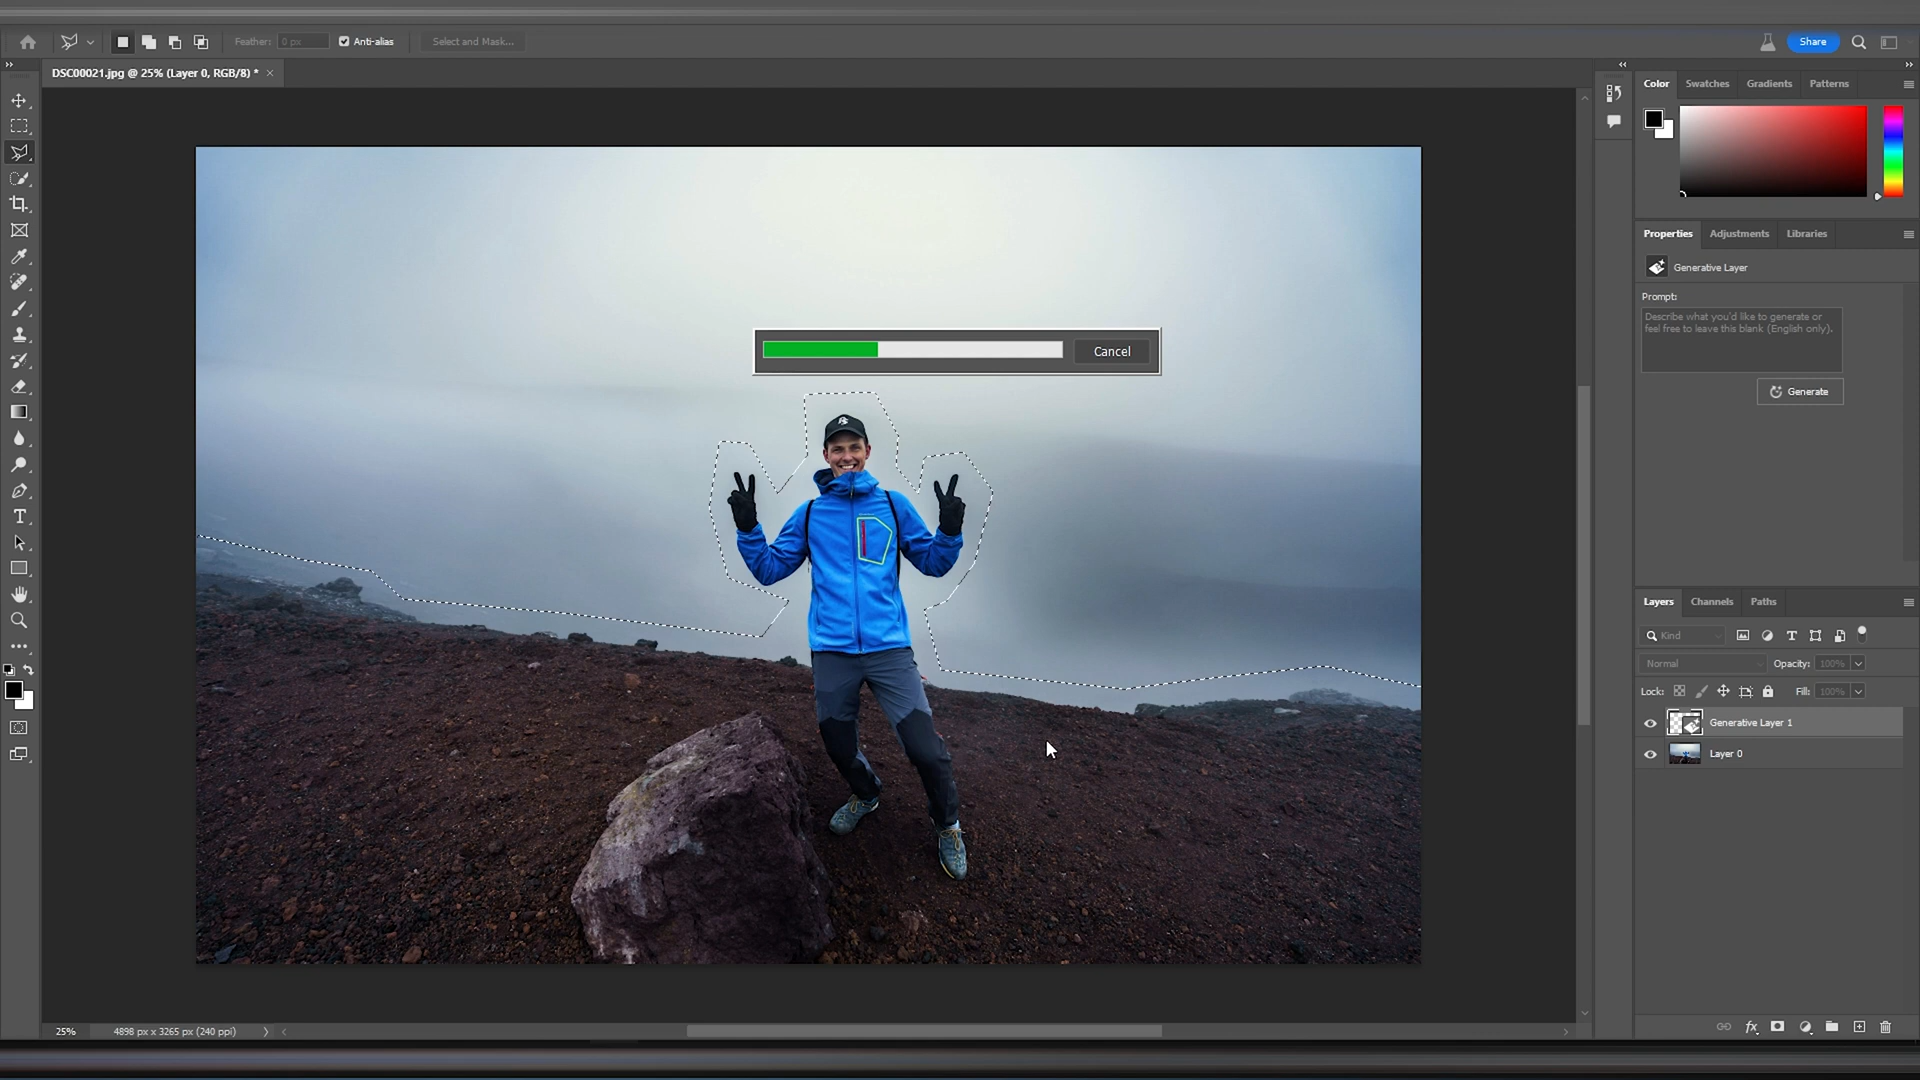 Feather: 0 px
Anti-alias
Select and Mask...
Share
DSC00021.jpg @ 25% (Layer 0, RGB/8) *
Color
Swatches
Gradients
Patterns
Properties
Adjustments
Libraries
Generative Layer
Prompt:
Describe what you'd like to generate or
feel free to leave this blank (English only).
Cancel
Generate
Layers
Channels
Paths
Kind
Normal
Opacity: 100%
Lock:
Fill: 100%
Generative Layer 1
Layer 0
25%
4898 px x 3265 px (240 ppi)